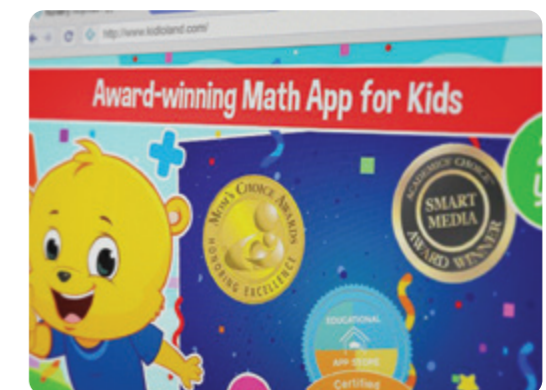 http://www.kidloland.com/
Award-winning Math App for Kids
MOM'S CHOICE AWARDS
HONORING EXCELLENCE
ACADEMICS' CHOICE™
SMART
MEDIA
AWARD WINNER
EDUCATIONAL
APP STORE
Certified